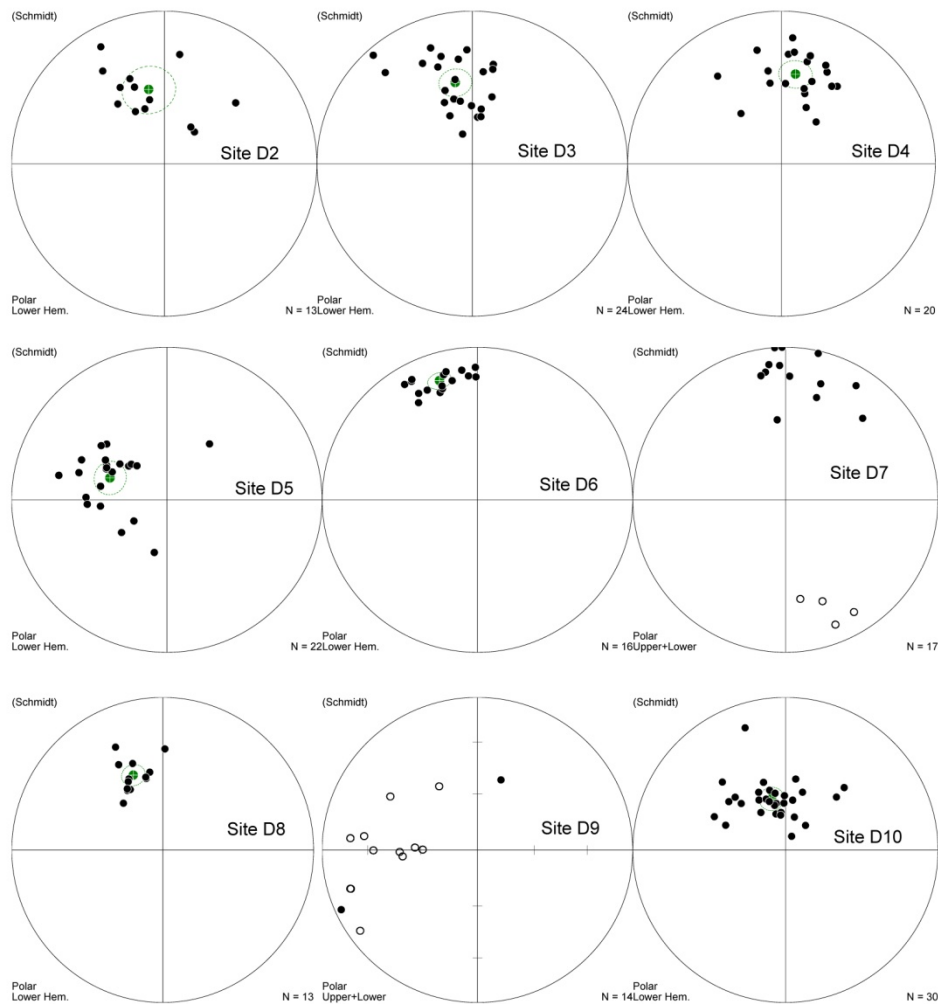 (Schmidt) (Schmidt) (Schmidt)
Site D2 Site D3 Site D4
Polar Polar Polar
Lower Hem. N = 13Lower Hem. N = 24Lower Hem. N = 20
(Schmidt) (Schmidt) (Schmidt)
Site D5 Site D6 Site D7
Polar Polar Polar
Lower Hem. N = 22Lower Hem. N = 16Upper+Lower N = 17
(Schmidt) (Schmidt) (Schmidt)
Site D8 Site D9 Site D10
Polar Polar Polar
Lower Hem. N = 13 Upper+Lower N = 14Lower Hem. N = 30